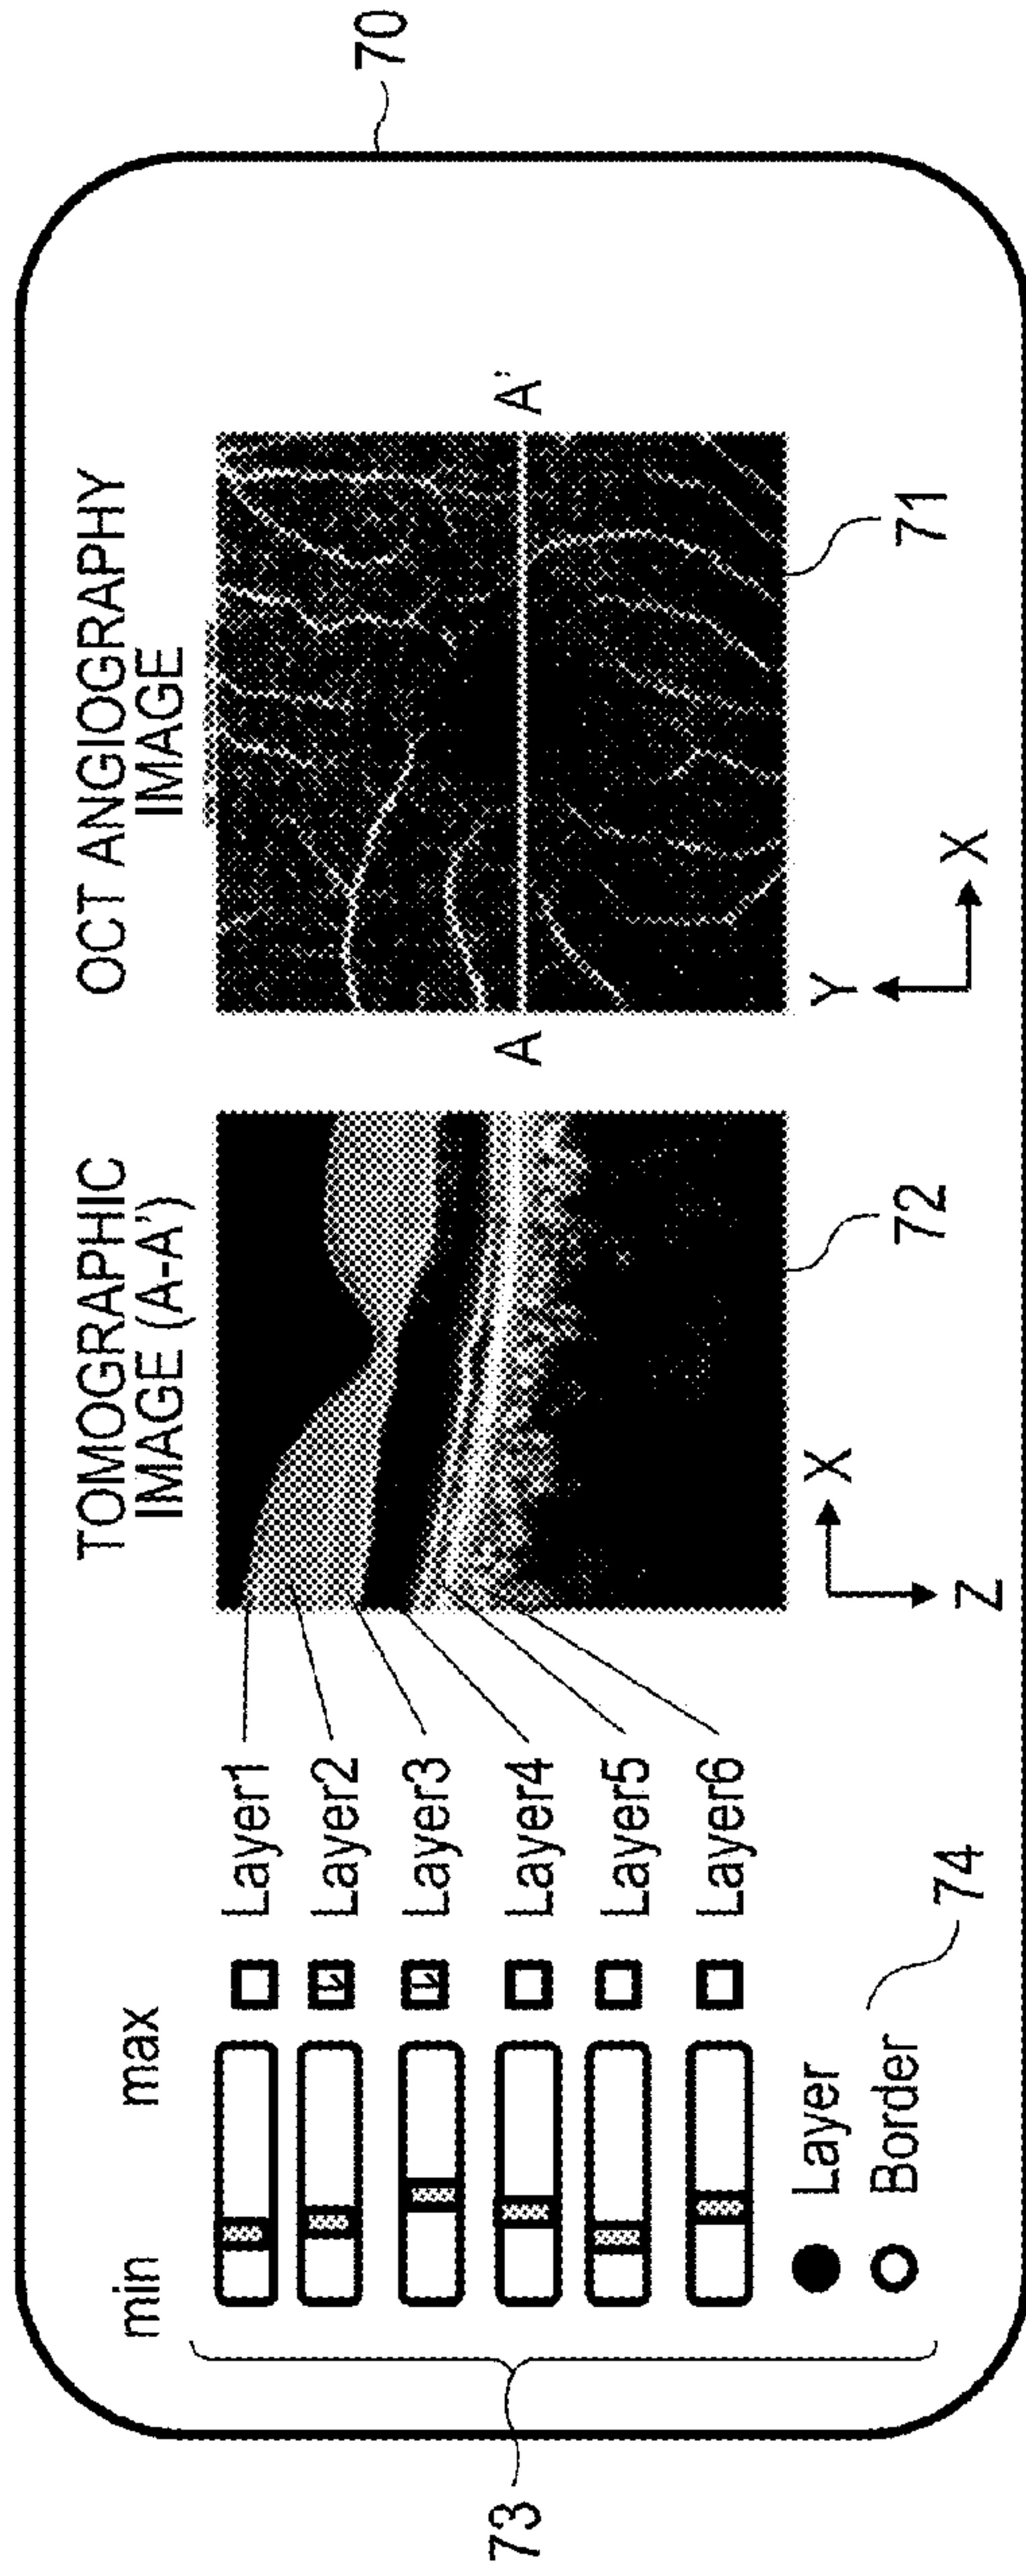 70
TOMOGRAPHIC
IMAGE (A-A')
OCT ANGIOGRAPHY
IMAGE
min
max
Layer1
Layer2
Layer3
Layer4
Layer5
Layer6
Layer
Border
74
73
A
A'
X
Z
72
Y
X
71